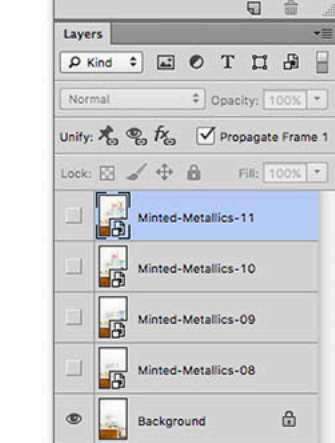 Layers
Kind
Normal Opacity: 100%
Unify: Propagate Frame 1
Lock: Fill: 100%
Minted-Metallics-11
Minted-Metallics-10
Minted-Metallics-09
Minted-Metallics-08
Background